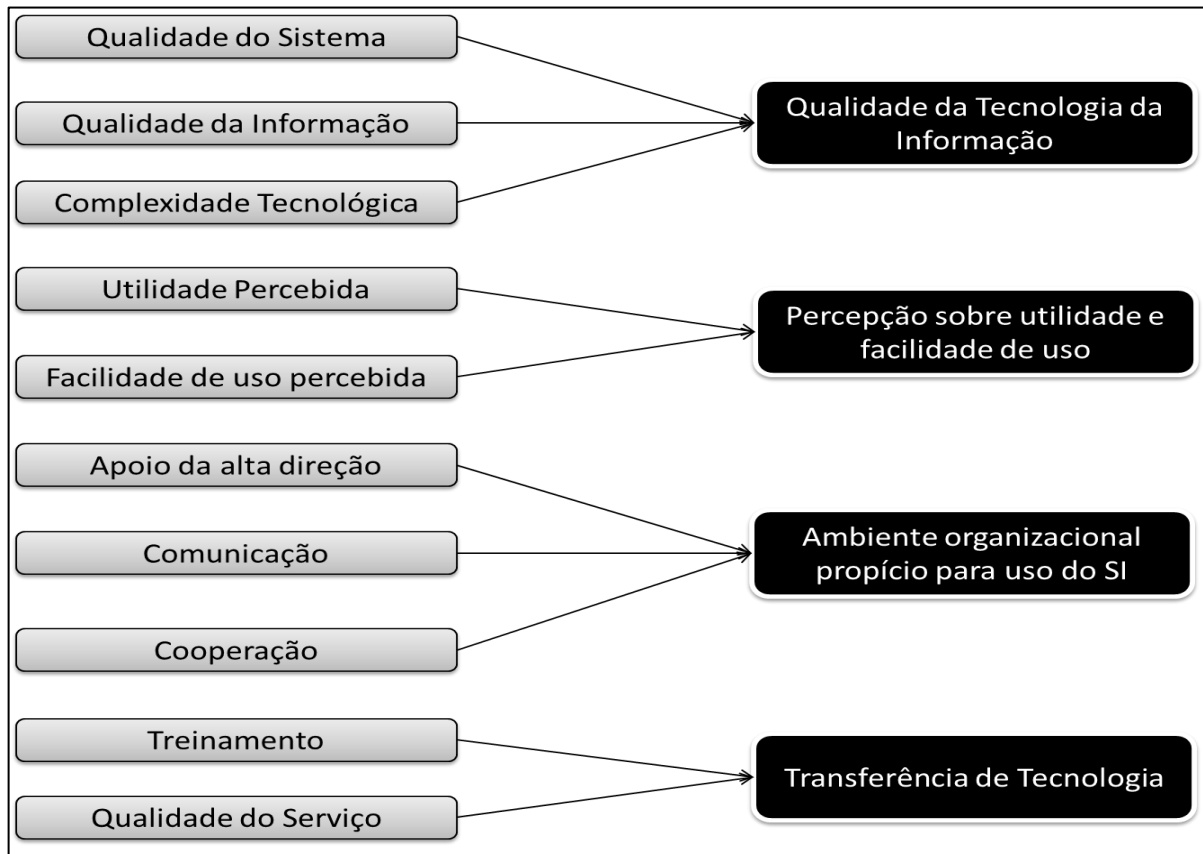 Qualidade do Sistema
Qualidade da Informação
Complexidade Tecnológica
Qualidade da Tecnologia da
Informação
Utilidade Percebida
Facilidade de uso percebida
Percepção sobre utilidade e
facilidade de uso
Apoio da alta direção
Comunicação
Cooperação
Ambiente organizacional
propício para uso do SI
Treinamento
Qualidade do Serviço
Transferência de Tecnologia